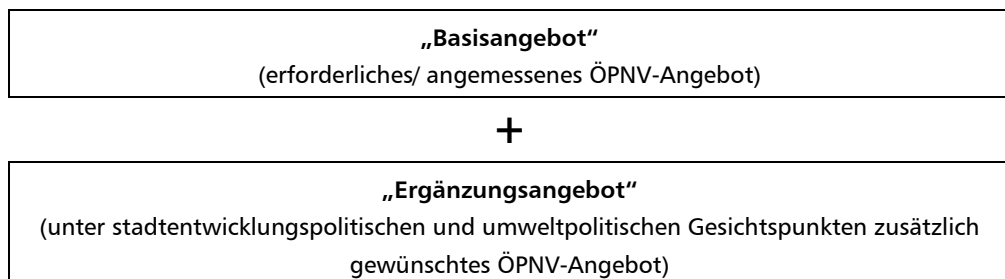 „Basisangebot“
(erforderliches/ angemessenes ÖPNV-Angebot)
+
„Ergänzungsangebot“
(unter stadtentwicklungspolitischen und umweltpolitischen Gesichtspunkten zusätzlich
gewünschtes ÖPNV-Angebot)